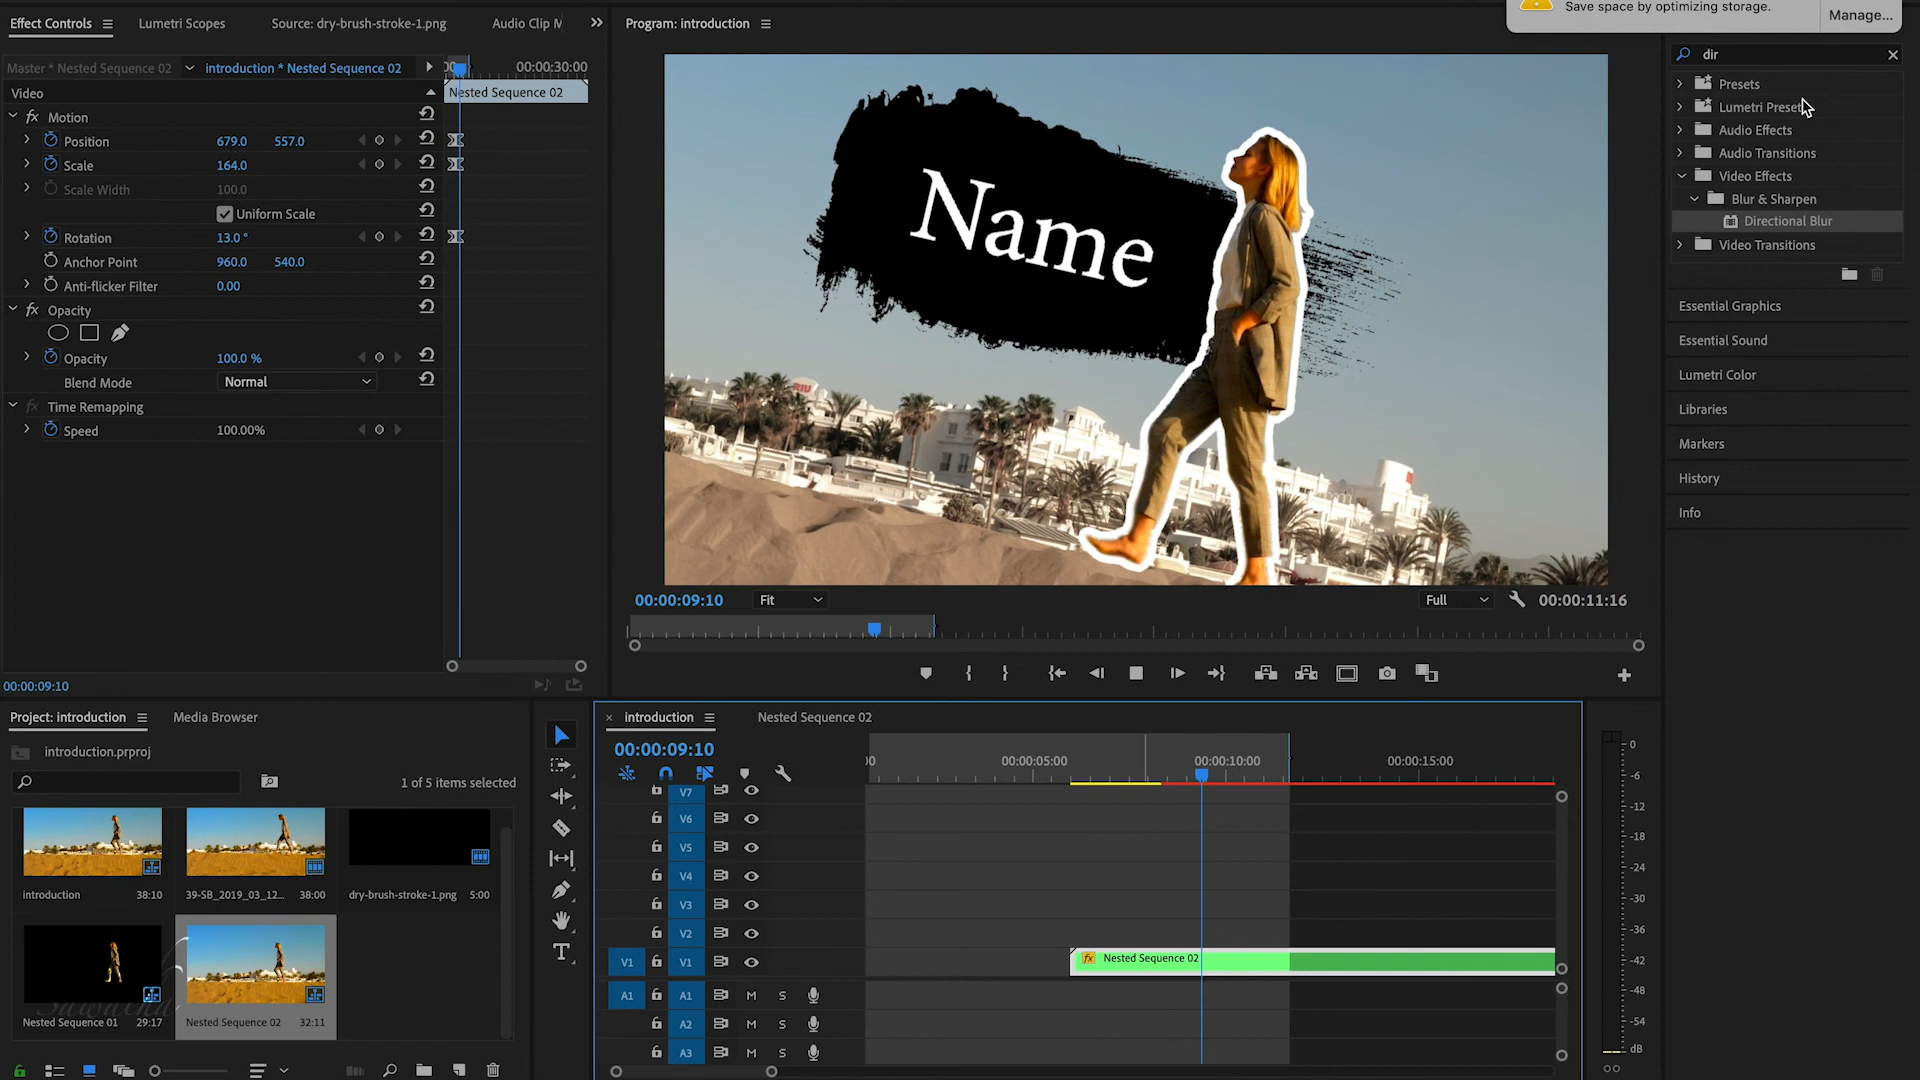 Effect Controls
Lumetri Scopes
Source: dry-brush-stroke-1.png
Audio Clip M
Program: introduction
Save space by optimizing storage.
Manage...
dir
Master * Nested Sequence 02
introduction * Nested Sequence 02
00:00:30:00
Video
Nested Sequence 02
fx Motion
Position 679.0 557.0
Scale 164.0
Scale Width 100.0
Uniform Scale
Rotation 13.0 °
Anchor Point 960.0 540.0
Anti-flicker Filter 0.00
fx Opacity
Opacity 100.0 %
Blend Mode Normal
fx Time Remapping
Speed 100.00%
00:00:09:10
Name
RIU
00:00:09:10
Fit
Full
00:00:11:16
Presets
Lumetri Presets
Audio Effects
Audio Transitions
Video Effects
Blur & Sharpen
Directional Blur
Video Transitions
Essential Graphics
Essential Sound
Lumetri Color
Libraries
Markers
History
Info
Project: introduction
Media Browser
introduction.prproj
1 of 5 items selected
introduction 38:10
39-SB_2019_03_12... 38:00
dry-brush-stroke-1.png 5:00
Nested Sequence 01 29:17
Nested Sequence 02 32:11
T
introduction
Nested Sequence 02
00:00:09:10
00
00:00:05:00
00:00:10:00
00:00:15:00
V7
V6
V5
V4
V3
V2
V1 V1
fx Nested Sequence 02
A1 A1 M S
A2 M S
A3 M S
0
-6
-12
-18
-24
-30
-36
-42
-48
-54
dB